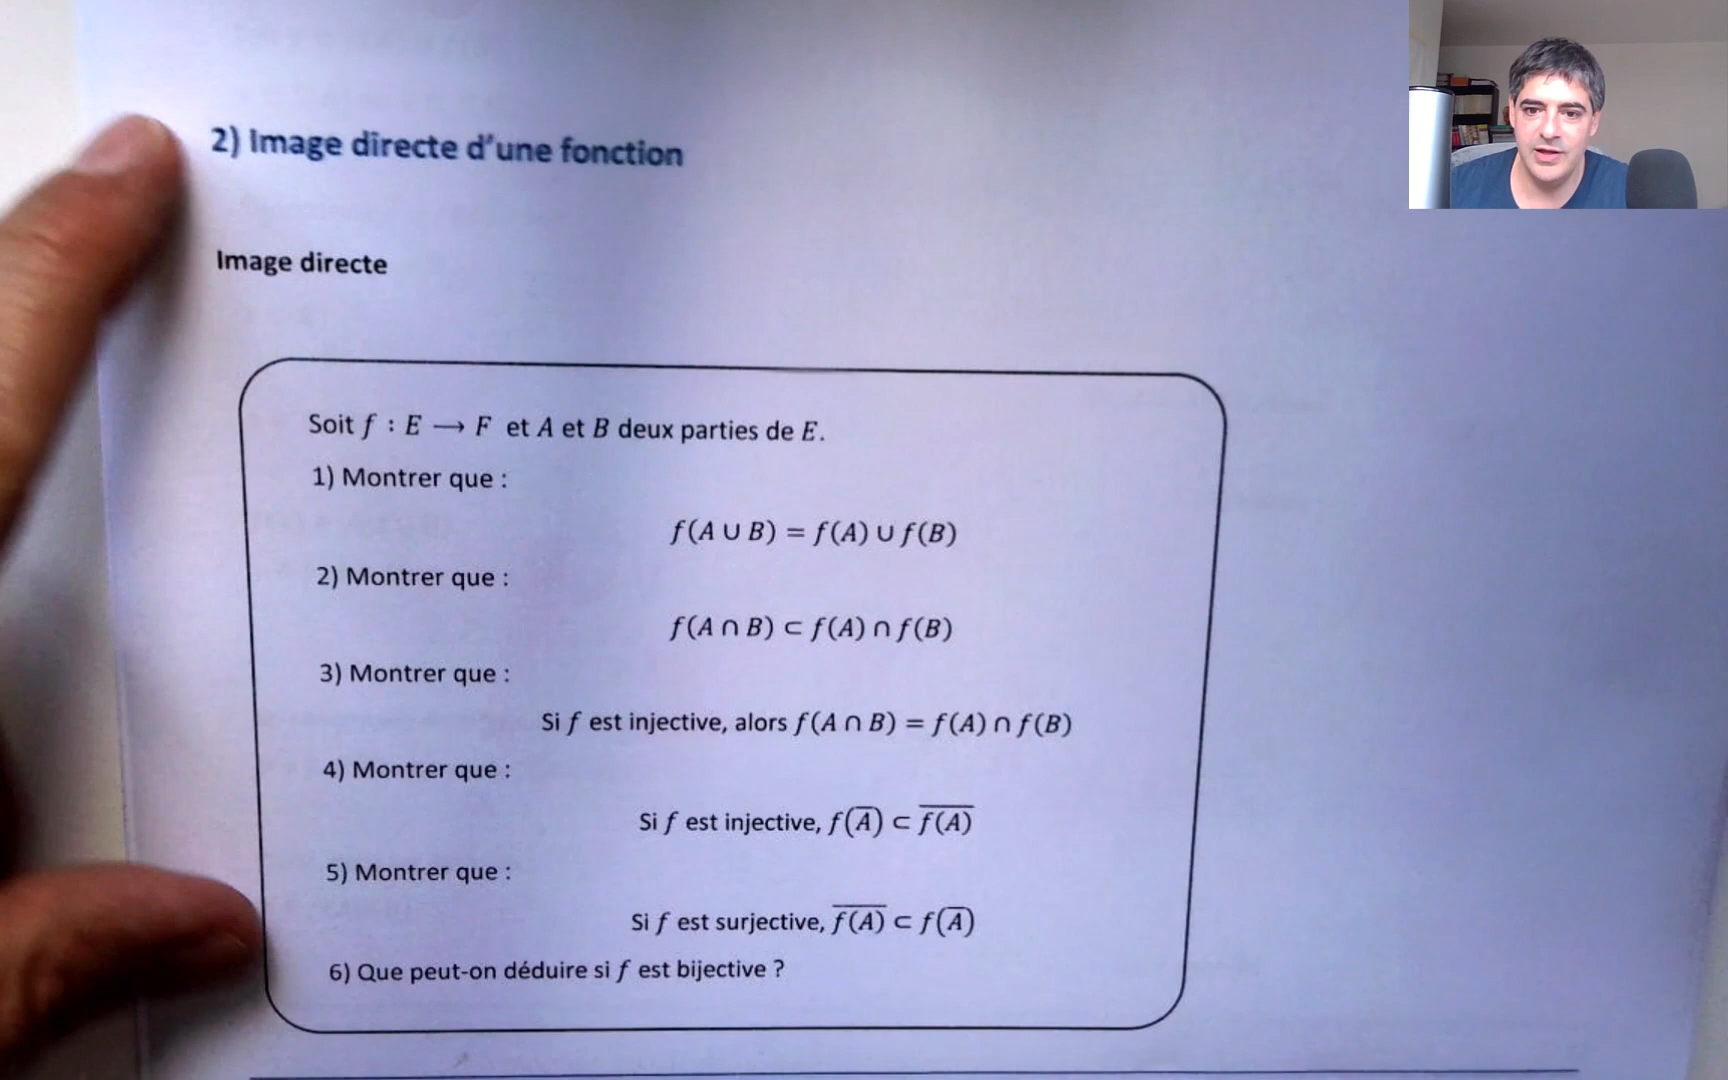 2) Image directe d'une fonction
Image directe
Soit f : E ⟶ F et A et B deux parties de E.
1) Montrer que :
f(A ∪ B) = f(A) ∪ f(B)
2) Montrer que :
f(A ∩ B) ⊂ f(A) ∩ f(B)
3) Montrer que :
Si f est injective, alors f(A ∩ B) = f(A) ∩ f(B)
4) Montrer que :
Si f est injective, f(A̅) ⊂ \overline{f(A)}
5) Montrer que :
Si f est surjective, \overline{f(A)} ⊂ f(A̅)
6) Que peut-on déduire si f est bijective ?